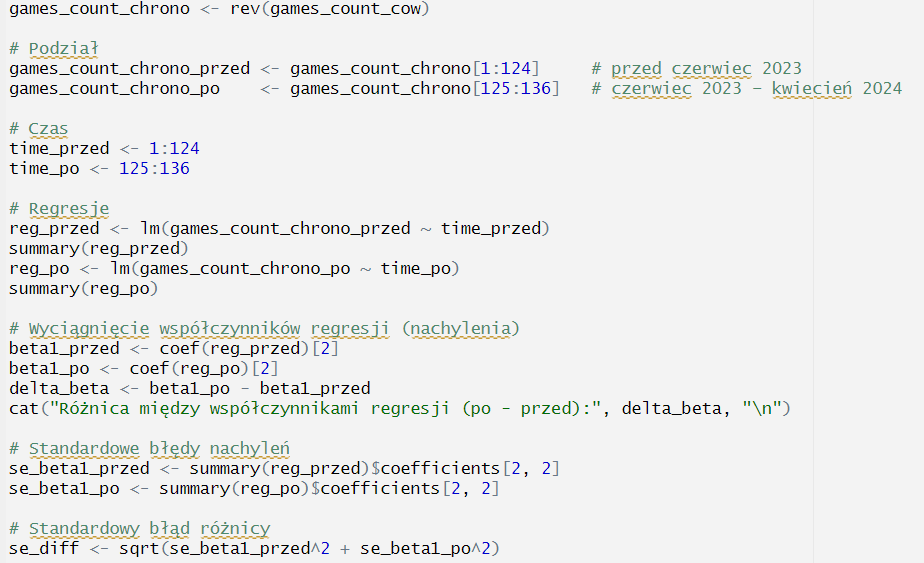 games_count_chrono <- rev(games_count_cow)
# Podział
games_count_chrono_przed <- games_count_chrono[1:124]     # przed czerwiec 2023
games_count_chrono_po    <- games_count_chrono[125:136]   # czerwiec 2023 – kwiecień 2024
# Czas
time_przed <- 1:124
time_po <- 125:136
# Regresje
reg_przed <- lm(games_count_chrono_przed ~ time_przed)
summary(reg_przed)
reg_po <- lm(games_count_chrono_po ~ time_po)
summary(reg_po)
# Wyciągnięcie współczynników regresji (nachylenia)
beta1_przed <- coef(reg_przed)[2]
beta1_po <- coef(reg_po)[2]
delta_beta <- beta1_po - beta1_przed
cat("Różnica między współczynnikami regresji (po - przed):", delta_beta, "\n")
# Standardowe błędy nachyleń
se_beta1_przed <- summary(reg_przed)$coefficients[2, 2]
se_beta1_po <- summary(reg_po)$coefficients[2, 2]
# Standardowy błąd różnicy
se_diff <- sqrt(se_beta1_przed^2 + se_beta1_po^2)